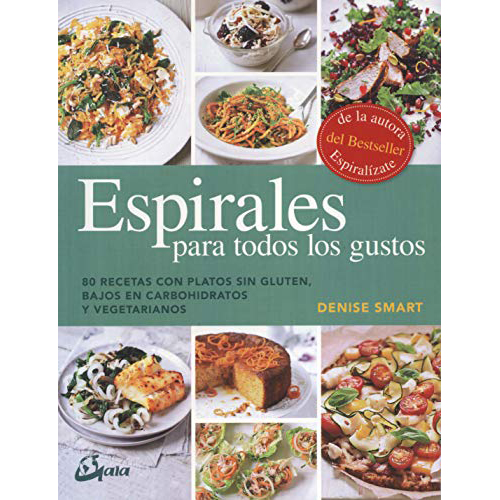 de la autora
del Bestseller
Espiralízate
Espirales
para todos los gustos
80 RECETAS CON PLATOS SIN GLUTEN,
BAJOS EN CARBOHIDRATOS
Y VEGETARIANOS
DENISE SMART
Gaia